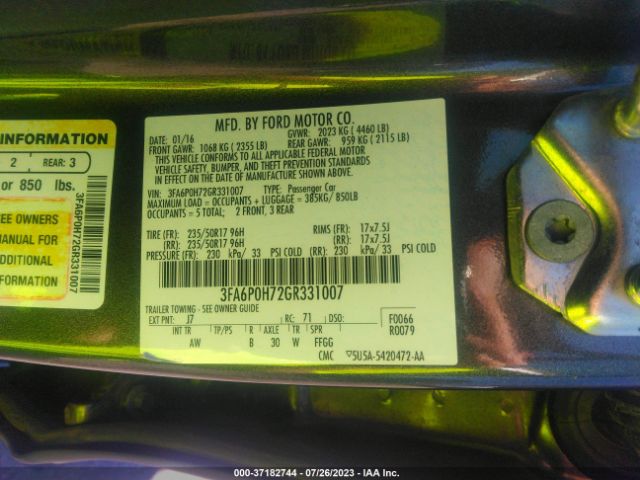 INFORMATION
2 REAR: 3
or 850 lbs.
SEE OWNERS
MANUAL FOR
ADDITIONAL
INFORMATION
3FA6P0H72GR331007
MFD. BY FORD MOTOR CO.
DATE: 01/16 GVWR: 2023 KG ( 4460 LB)
FRONT GAWR: 1068 KG ( 2355 LB) REAR GAWR: 959 KG ( 2115 LB)
THIS VEHICLE CONFORMS TO ALL APPLICABLE FEDERAL MOTOR
VEHICLE SAFETY, BUMPER, AND THEFT PREVENTION STANDARDS
IN EFFECT ON THE DATE OF MANUFACTURE SHOWN ABOVE.
VIN: 3FA6P0H72GR331007 TYPE: Passenger Car
MAXIMUM LOAD = OCCUPANTS + LUGGAGE = 385KG/ 850LB
OCCUPANTS = 5 TOTAL; 2 FRONT, 3 REAR
TIRE (FR): 235/50R17 96H RIMS (FR): 17x7.5J
(RR): 235/50R17 96H (RR): 17x7.5J
PRESSURE (FR): 230 kPa/ 33 PSI COLD (RR): 230 kPa/ 33 PSI COLD
3FA6P0H72GR331007
TRAILER TOWING - SEE OWNER GUIDE
EXT PNT: J7 RC: 71 DSO: F0066
INT TR TP/PS R AXLE TR SPR R0079
AW B 30 W FFGG
CMC 5U5A-5420472-AA
000-37182744 / 07/26/2023 / IAA Inc.